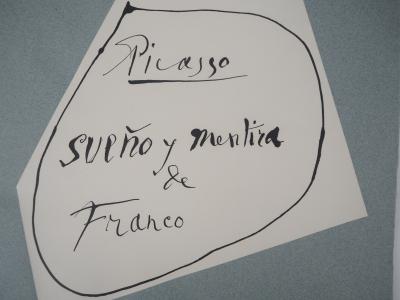 Picasso
SUEÑO y mentira
de
Franco